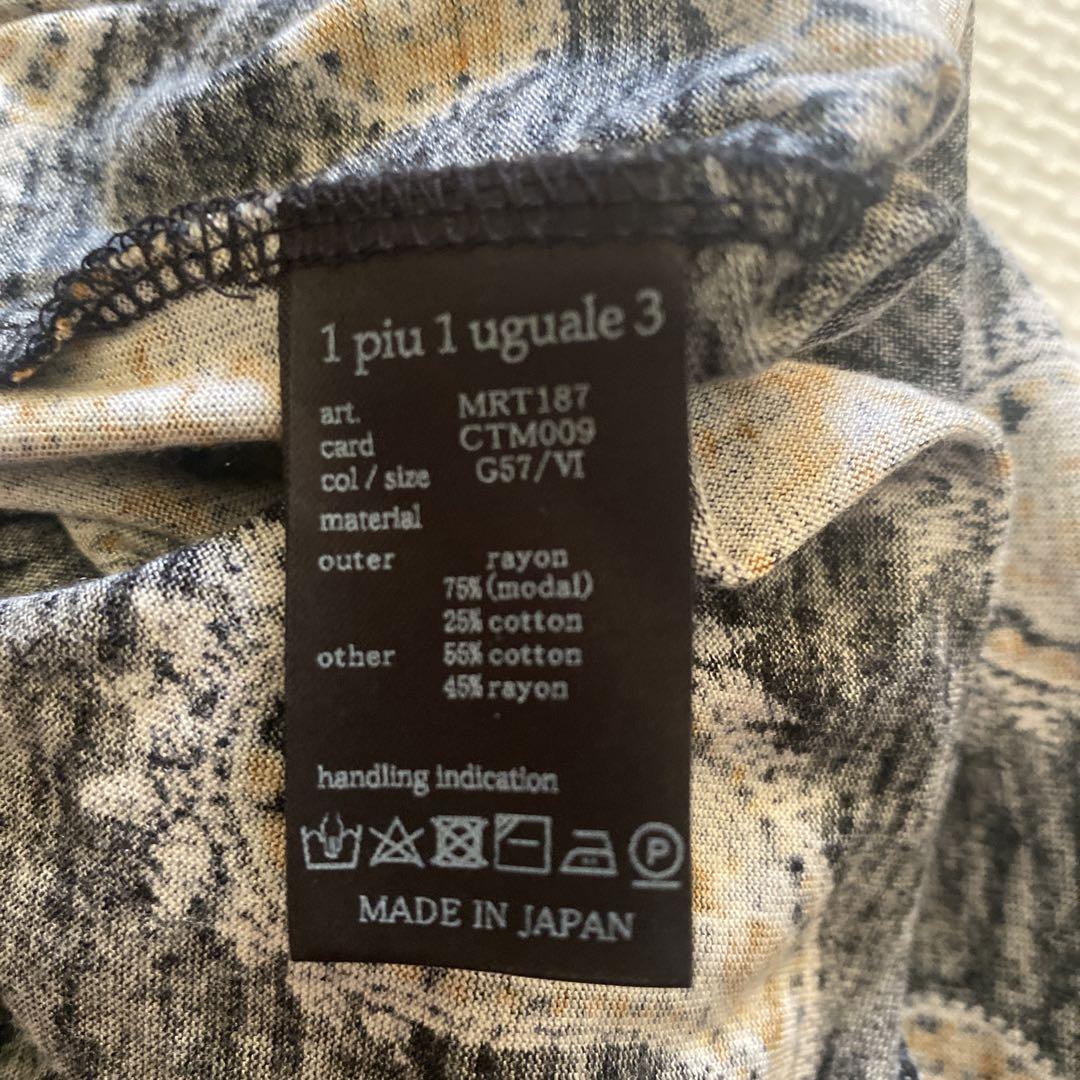 1 piu 1 uguale 3
art. MRT187
card CTM009
col / size G57/Ⅵ
material
outer rayon
75%(modal)
25% cotton
other 55% cotton
45% rayon
handling indication
P
MADE IN JAPAN